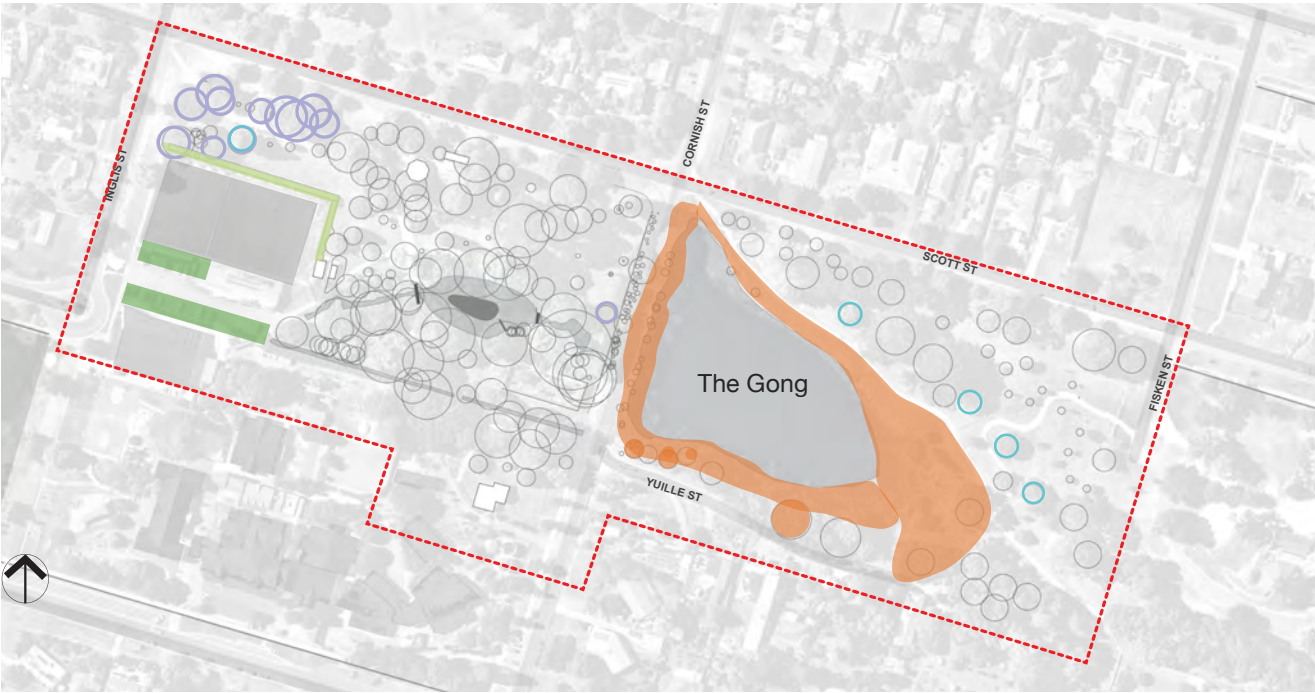 CORNISH ST
INGLIS ST
SCOTT ST
FISKEN ST
The Gong
YUILLE ST